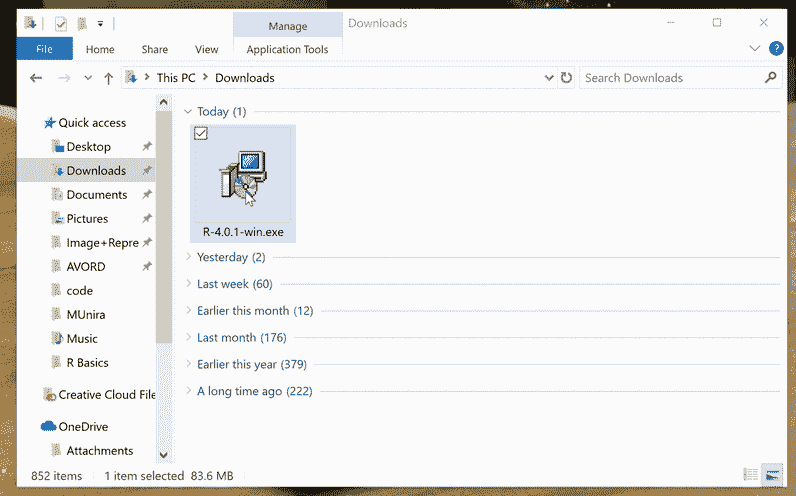 Manage
Downloads
File
Home
Share
View
Application Tools
This PC
Downloads
Search Downloads
Quick access
Desktop
Downloads
Documents
Pictures
Image+Repre
AVORD
code
MUnira
Music
R Basics
Creative Cloud File
OneDrive
Attachments
Today (1)
R-4.0.1-win.exe
Yesterday (2)
Last week (60)
Earlier this month (12)
Last month (176)
Earlier this year (379)
A long time ago (222)
852 items
1 item selected 83.6 MB